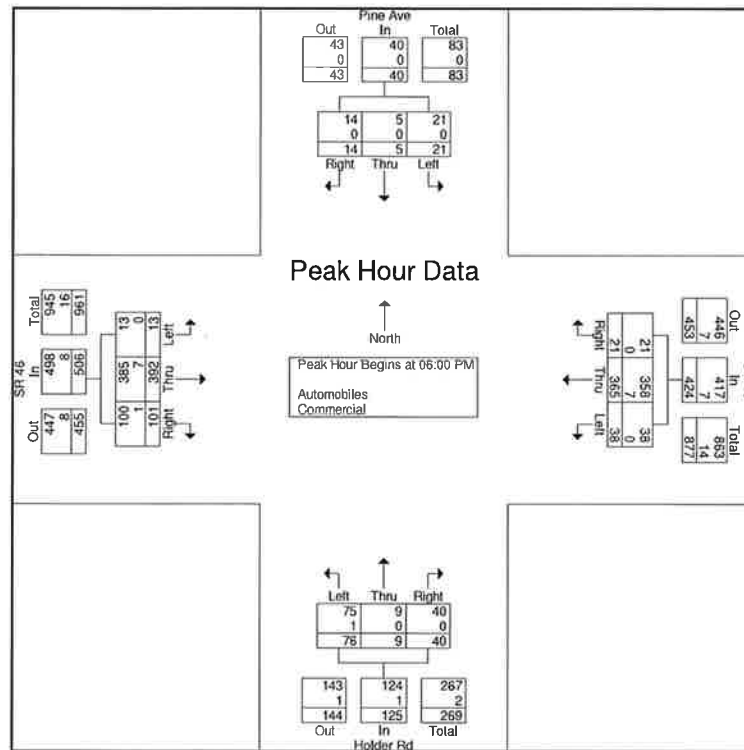 Pine Ave
Out In Total
43 40 83
0 0 0
43 40 83
14 5 21
0 0 0
14 5 21
Right Thru Left
Peak Hour Data
North
Peak Hour Begins at 06:00 PM
Automobiles
Commercial
SR 46
Total In Out
945 498 447
16 8 8
961 506 455
13 385 100
0 7 1
13 392 101
Left Thru Right
Out In Total
446 417 863
7 7 14
453 424 877
21 358 38
0 7 0
21 365 38
Right Thru Left
Left Thru Right
75 9 40
1 0 0
76 9 40
143 124 267
1 1 2
144 125 269
Out In Total
Holder Rd